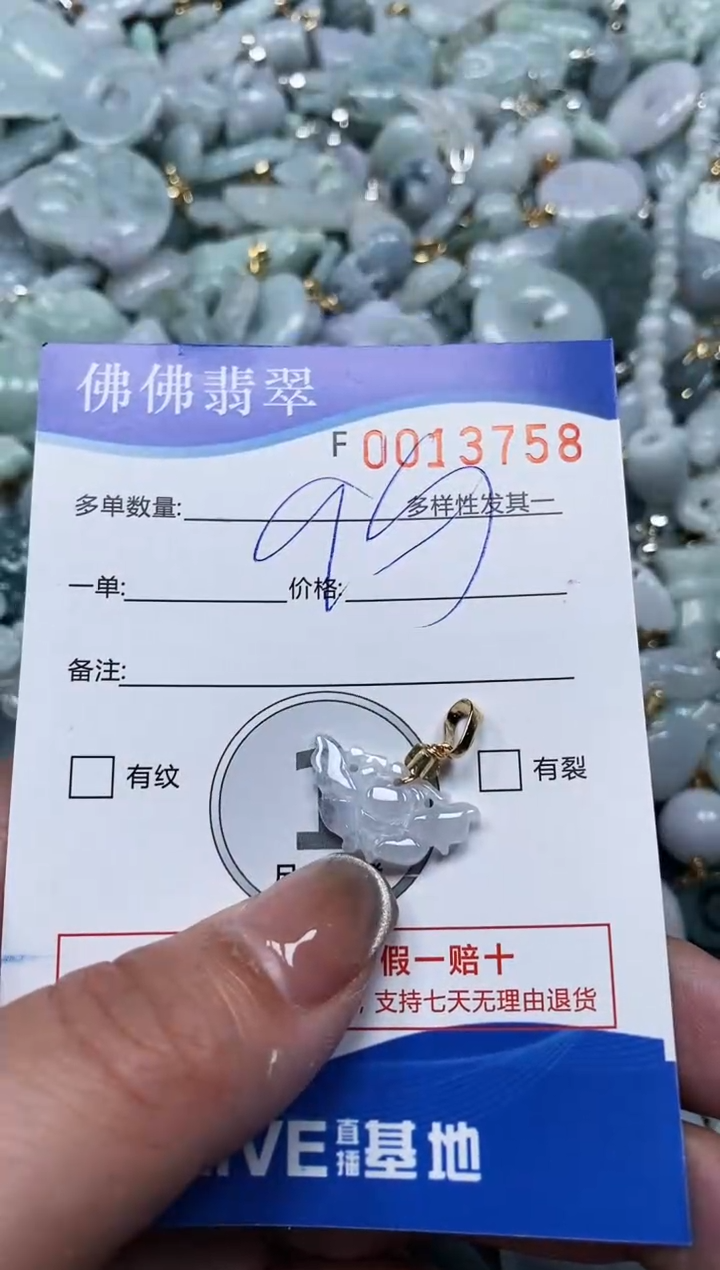 佛佛翡翠
F 0013758
多单数量: 多样性发其一
一单: 价格:
备注:
有纹 有裂
假一赔十
, 支持七天无理由退货
直播基地